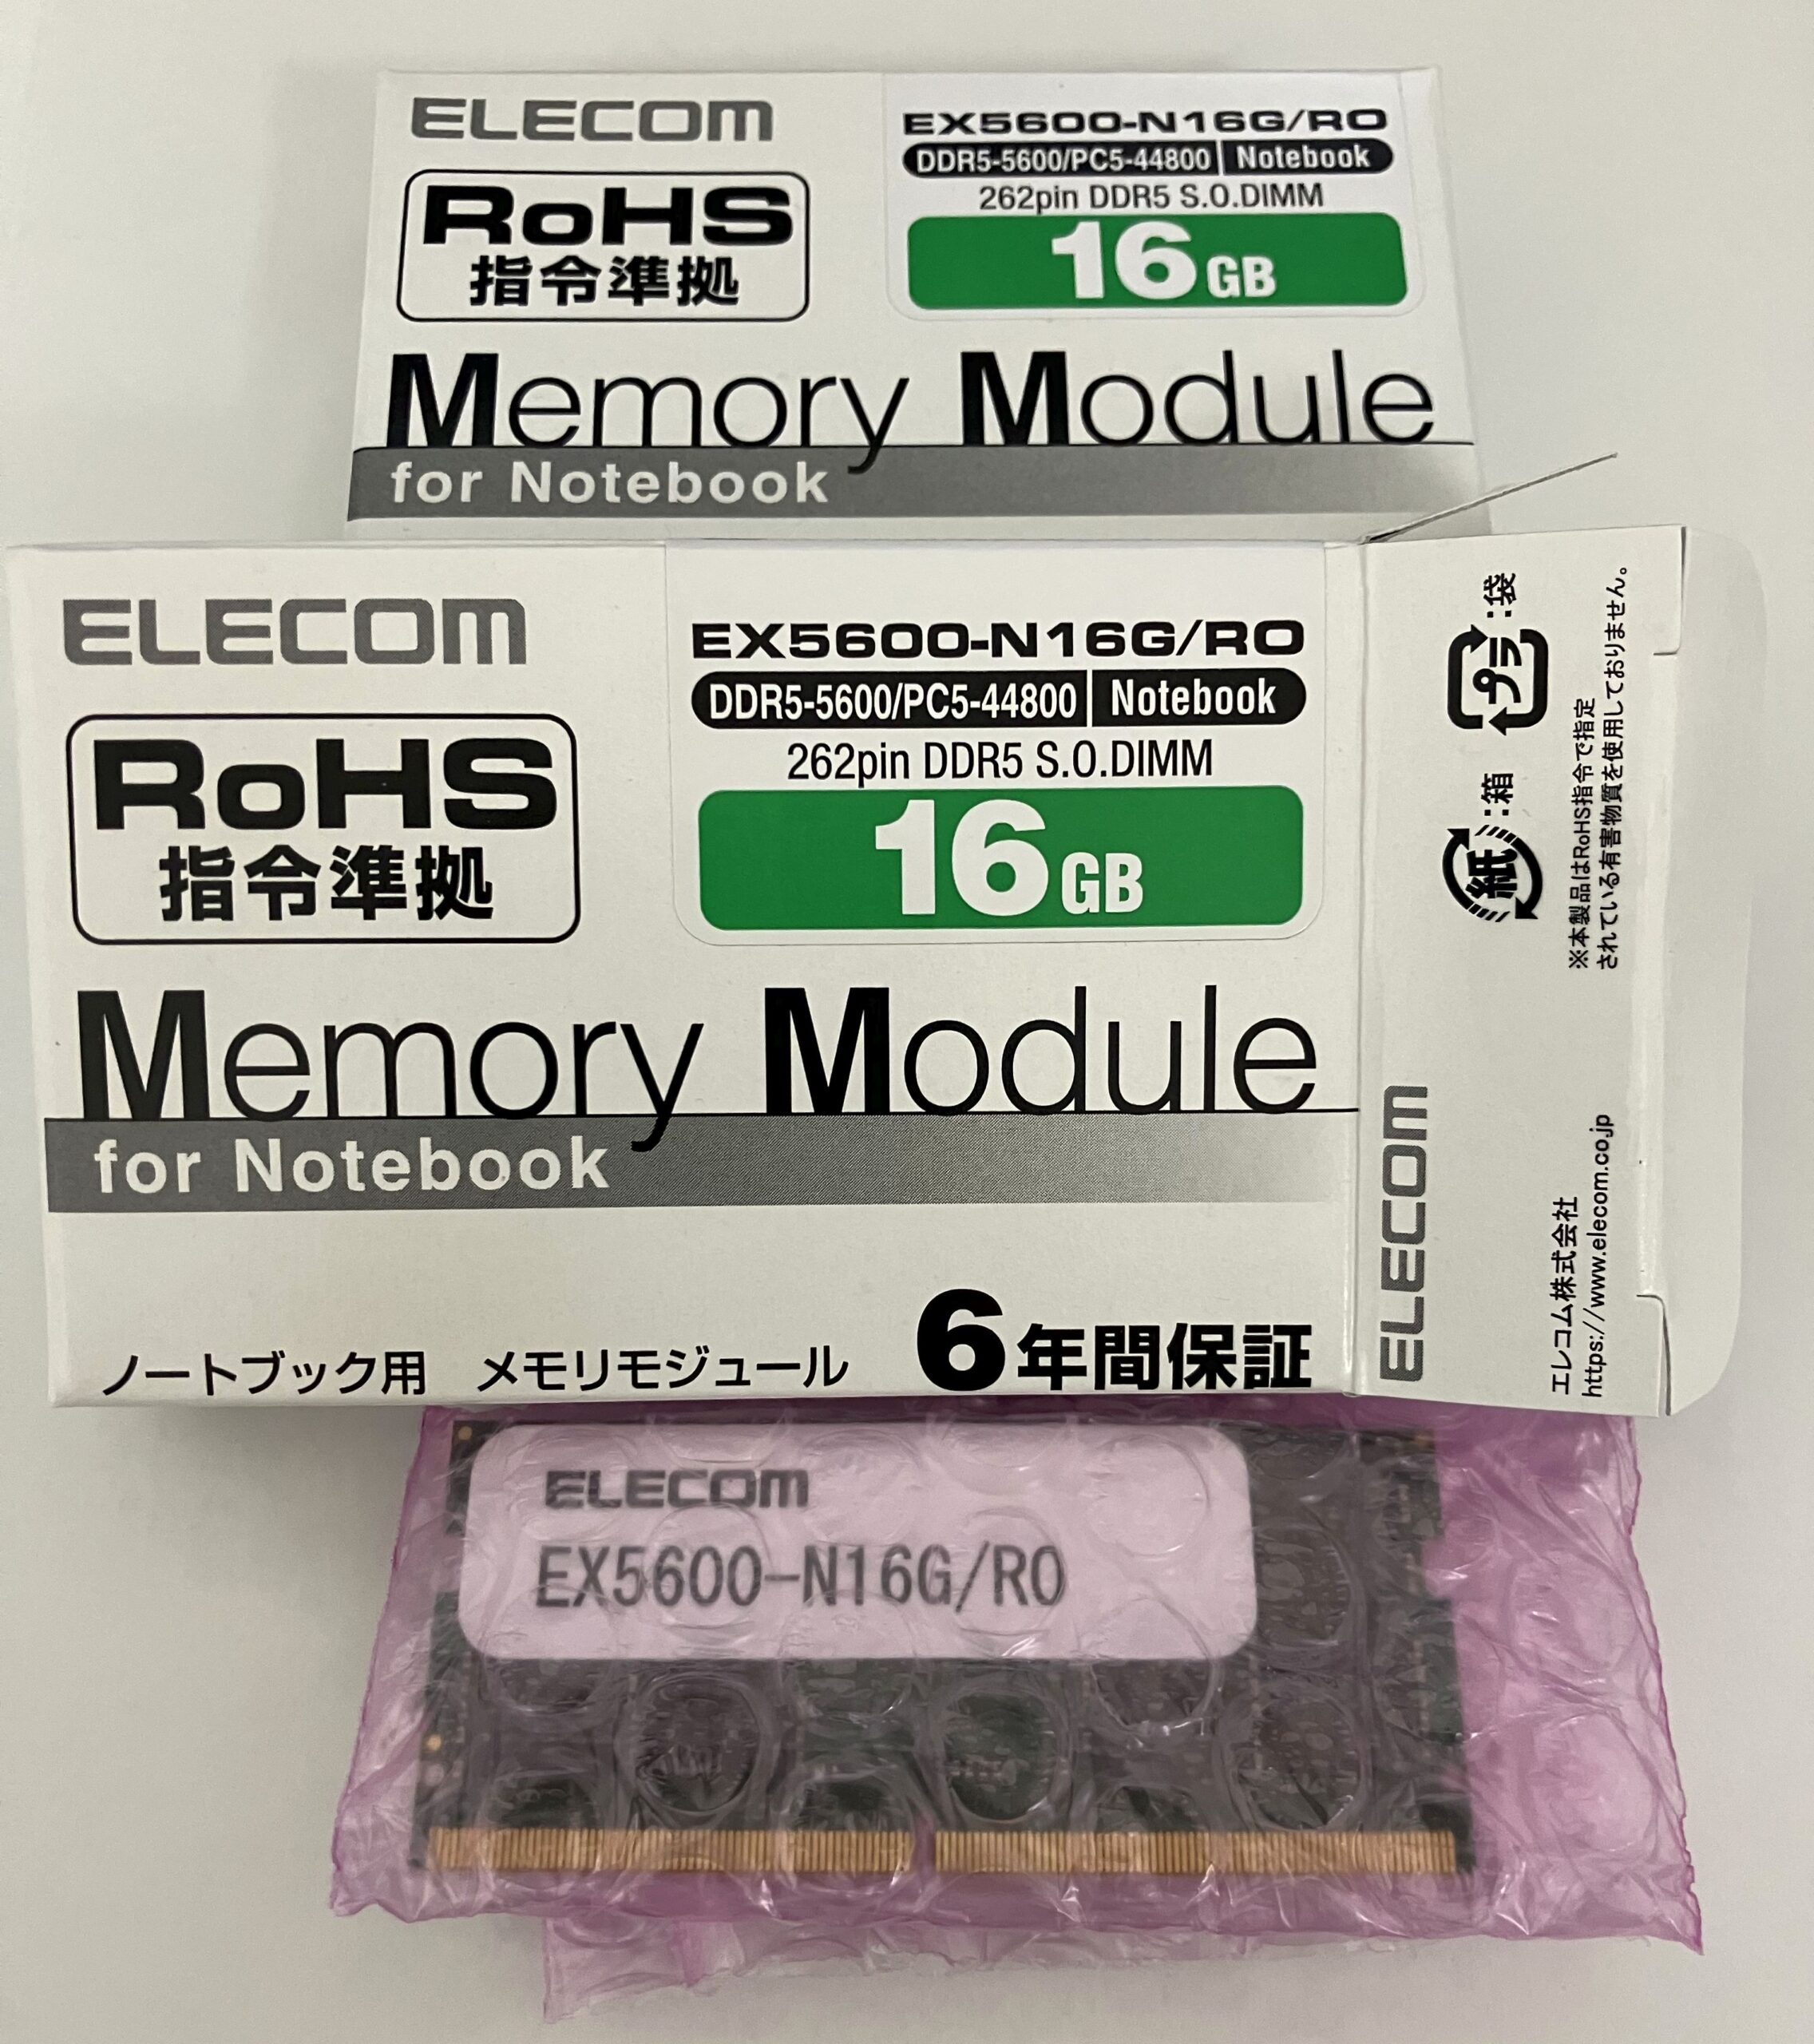 ELECOM
RoHS
指令準拠
EX5600-N16G/RO
DDR5-5600/PC5-44800 Notebook
262pin DDR5 S.O.DIMM
16GB
Memory Module
for Notebook
ELECOM
RoHS
指令準拠
EX5600-N16G/RO
DDR5-5600/PC5-44800 Notebook
262pin DDR5 S.O.DIMM
16GB
Memory Module
for Notebook
ノートブック用 メモリモジュール 6年間保証
ELECOM
紙:箱 プラ:袋
エレコム株式会社
https://www.elecom.co.jp
※本製品はRoHS指令で指定
されている有害物質を使用しておりません。
ELECOM
EX5600-N16G/RO